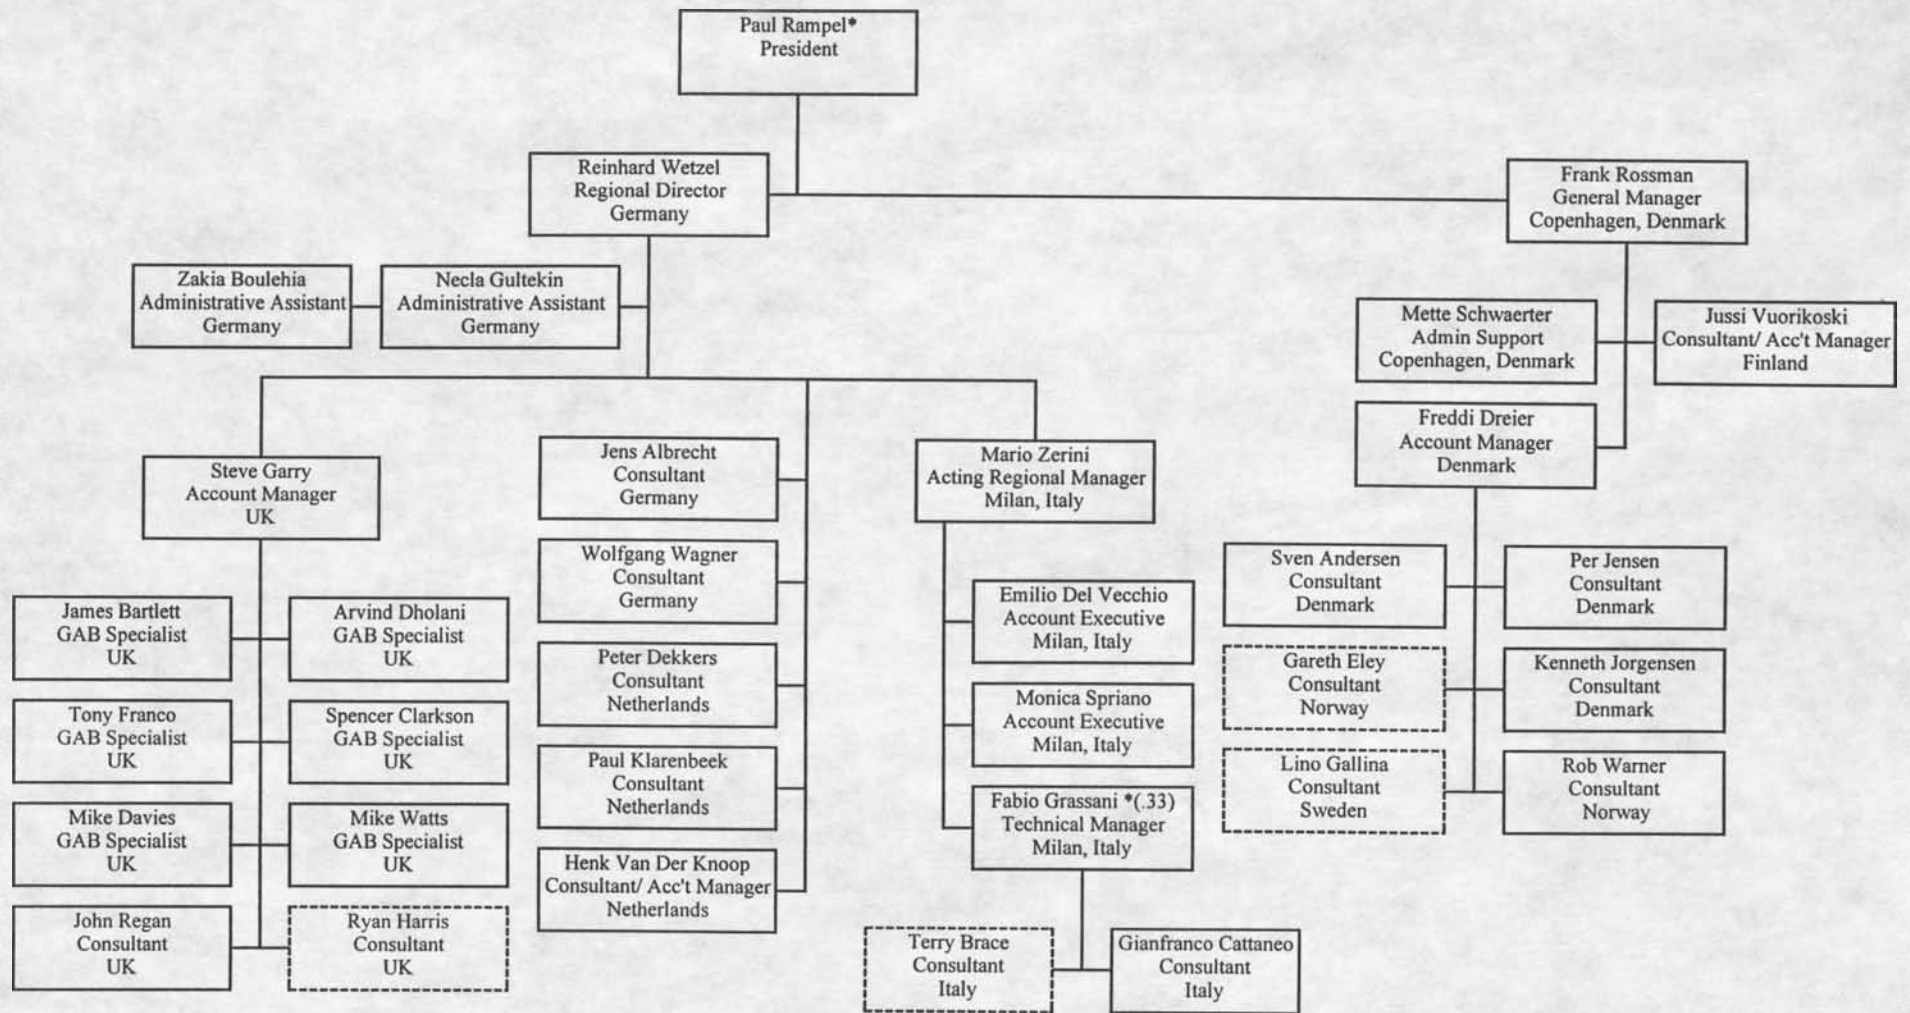 Paul Rampel*
President
Reinhard Wetzel
Regional Director
Germany
Frank Rossman
General Manager
Copenhagen, Denmark
Zakia Boulehia
Administrative Assistant
Germany
Necla Gultekin
Administrative Assistant
Germany
Mette Schwaerter
Admin Support
Copenhagen, Denmark
Jussi Vuorikoski
Consultant/ Acc't Manager
Finland
Freddi Dreier
Account Manager
Denmark
Steve Garry
Account Manager
UK
Jens Albrecht
Consultant
Germany
Mario Zerini
Acting Regional Manager
Milan, Italy
Wolfgang Wagner
Consultant
Germany
Peter Dekkers
Consultant
Netherlands
Paul Klarenbeek
Consultant
Netherlands
Henk Van Der Knoop
Consultant/ Acc't Manager
Netherlands
James Bartlett
GAB Specialist
UK
Arvind Dholani
GAB Specialist
UK
Tony Franco
GAB Specialist
UK
Spencer Clarkson
GAB Specialist
UK
Mike Davies
GAB Specialist
UK
Mike Watts
GAB Specialist
UK
John Regan
Consultant
UK
Ryan Harris
Consultant
UK
Emilio Del Vecchio
Account Executive
Milan, Italy
Monica Spriano
Account Executive
Milan, Italy
Fabio Grassani *(.33)
Technical Manager
Milan, Italy
Terry Brace
Consultant
Italy
Gianfranco Cattaneo
Consultant
Italy
Sven Andersen
Consultant
Denmark
Per Jensen
Consultant
Denmark
Gareth Eley
Consultant
Norway
Kenneth Jorgensen
Consultant
Denmark
Lino Gallina
Consultant
Sweden
Rob Warner
Consultant
Norway